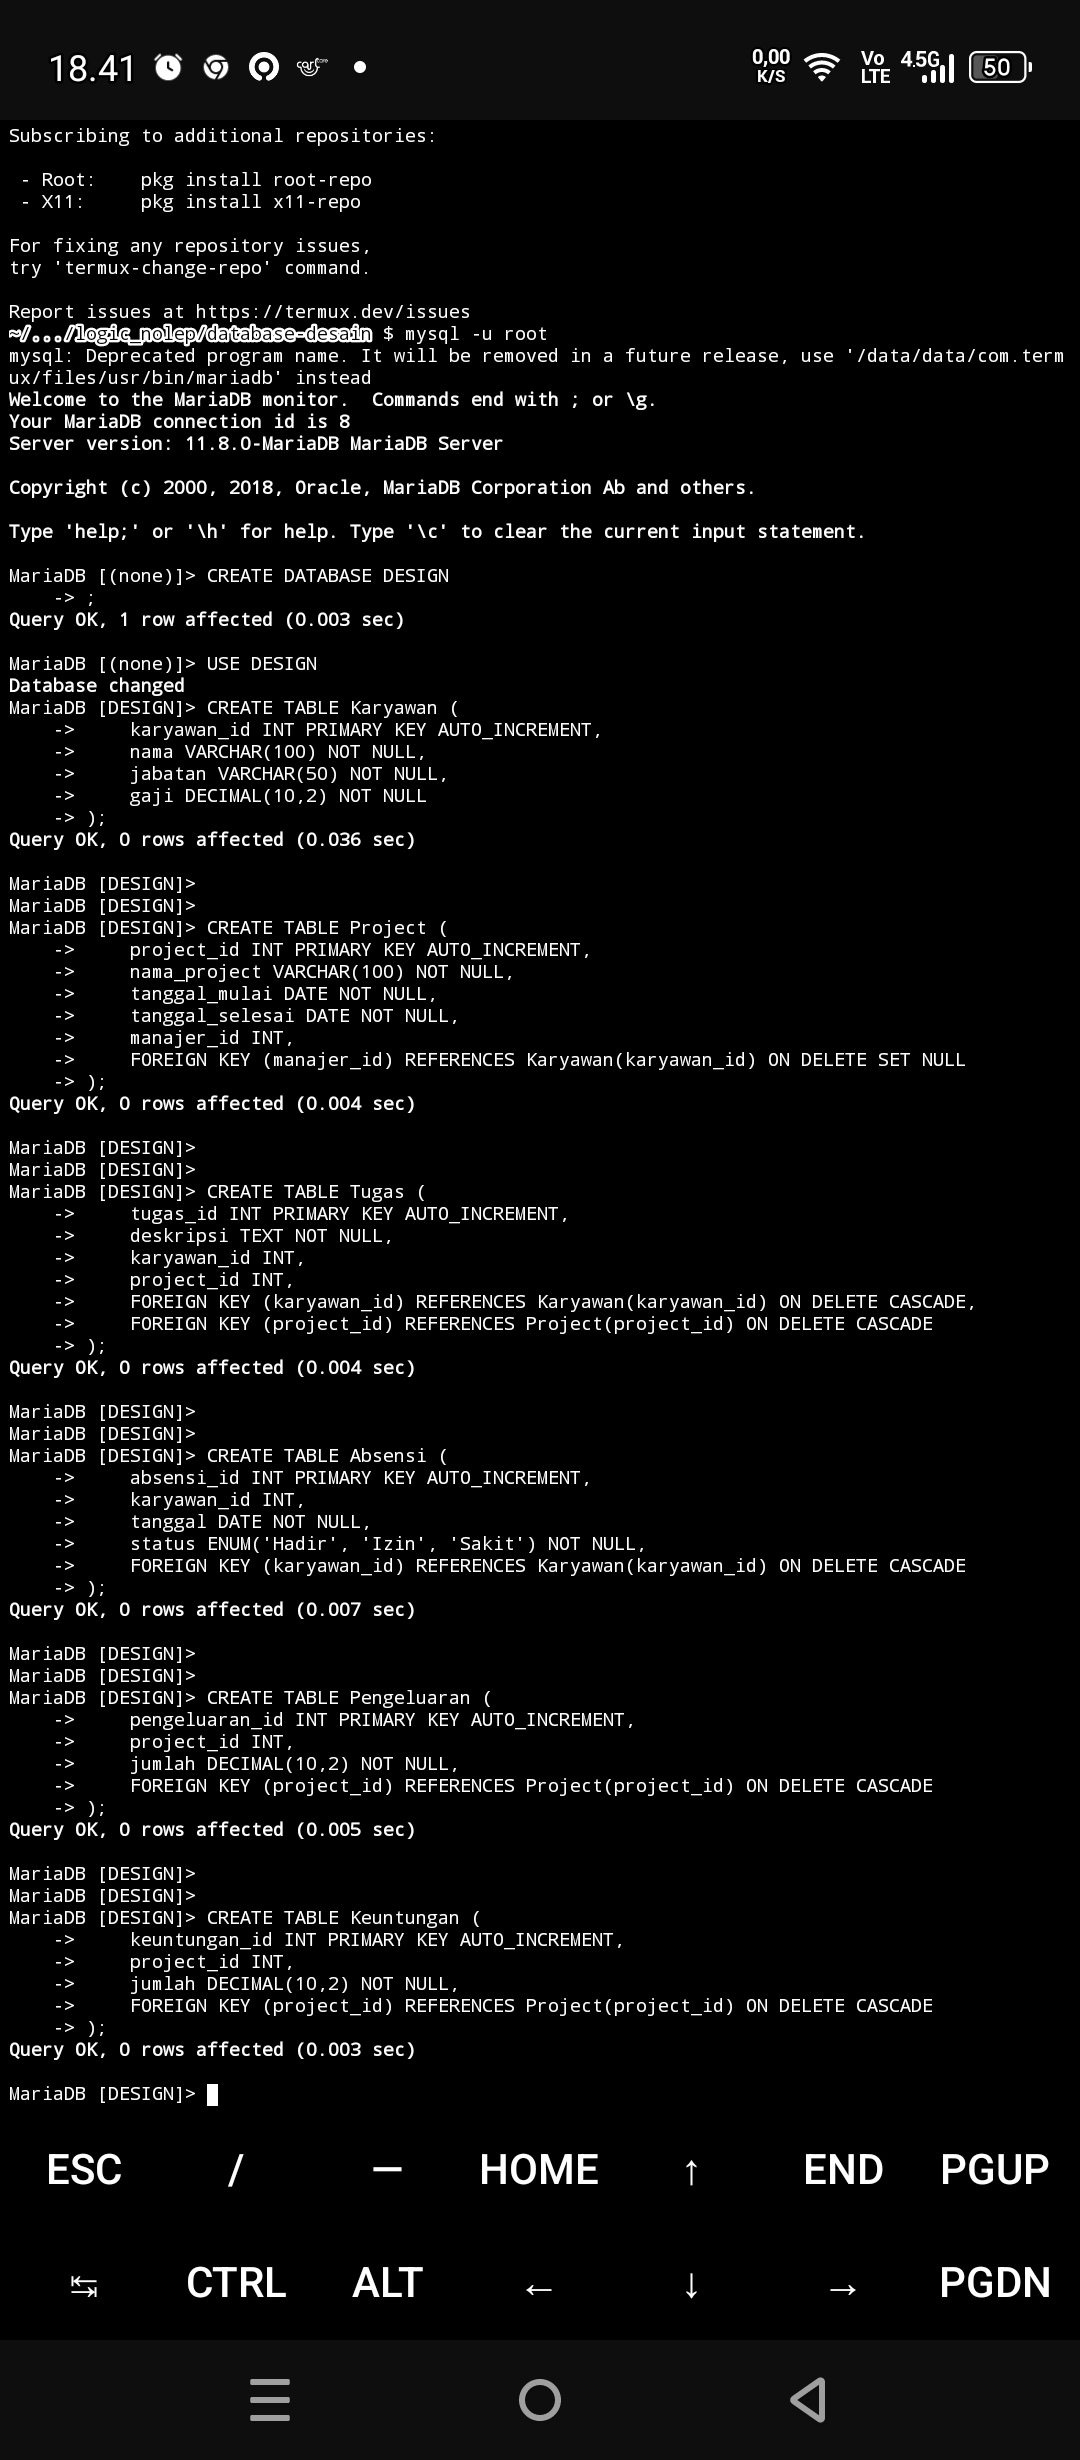 18.41 0,00 K/S Vo LTE 4.5G 50
Subscribing to additional repositories:
 - Root:    pkg install root-repo
 - X11:     pkg install x11-repo
For fixing any repository issues,
try 'termux-change-repo' command.
Report issues at https://termux.dev/issues
~/.../logic_nolep/database-desain $ mysql -u root
mysql: Deprecated program name. It will be removed in a future release, use '/data/data/com.term
ux/files/usr/bin/mariadb' instead
Welcome to the MariaDB monitor.  Commands end with ; or \g.
Your MariaDB connection id is 8
Server version: 11.8.0-MariaDB MariaDB Server
Copyright (c) 2000, 2018, Oracle, MariaDB Corporation Ab and others.
Type 'help;' or '\h' for help. Type '\c' to clear the current input statement.
MariaDB [(none)]> CREATE DATABASE DESIGN
    -> ;
Query OK, 1 row affected (0.003 sec)
MariaDB [(none)]> USE DESIGN
Database changed
MariaDB [DESIGN]> CREATE TABLE Karyawan (
    ->     karyawan_id INT PRIMARY KEY AUTO_INCREMENT,
    ->     nama VARCHAR(100) NOT NULL,
    ->     jabatan VARCHAR(50) NOT NULL,
    ->     gaji DECIMAL(10,2) NOT NULL
    -> );
Query OK, 0 rows affected (0.036 sec)
MariaDB [DESIGN]>
MariaDB [DESIGN]>
MariaDB [DESIGN]> CREATE TABLE Project (
    ->     project_id INT PRIMARY KEY AUTO_INCREMENT,
    ->     nama_project VARCHAR(100) NOT NULL,
    ->     tanggal_mulai DATE NOT NULL,
    ->     tanggal_selesai DATE NOT NULL,
    ->     manajer_id INT,
    ->     FOREIGN KEY (manajer_id) REFERENCES Karyawan(karyawan_id) ON DELETE SET NULL
    -> );
Query OK, 0 rows affected (0.004 sec)
MariaDB [DESIGN]>
MariaDB [DESIGN]>
MariaDB [DESIGN]> CREATE TABLE Tugas (
    ->     tugas_id INT PRIMARY KEY AUTO_INCREMENT,
    ->     deskripsi TEXT NOT NULL,
    ->     karyawan_id INT,
    ->     project_id INT,
    ->     FOREIGN KEY (karyawan_id) REFERENCES Karyawan(karyawan_id) ON DELETE CASCADE,
    ->     FOREIGN KEY (project_id) REFERENCES Project(project_id) ON DELETE CASCADE
    -> );
Query OK, 0 rows affected (0.004 sec)
MariaDB [DESIGN]>
MariaDB [DESIGN]>
MariaDB [DESIGN]> CREATE TABLE Absensi (
    ->     absensi_id INT PRIMARY KEY AUTO_INCREMENT,
    ->     karyawan_id INT,
    ->     tanggal DATE NOT NULL,
    ->     status ENUM('Hadir', 'Izin', 'Sakit') NOT NULL,
    ->     FOREIGN KEY (karyawan_id) REFERENCES Karyawan(karyawan_id) ON DELETE CASCADE
    -> );
Query OK, 0 rows affected (0.007 sec)
MariaDB [DESIGN]>
MariaDB [DESIGN]>
MariaDB [DESIGN]> CREATE TABLE Pengeluaran (
    ->     pengeluaran_id INT PRIMARY KEY AUTO_INCREMENT,
    ->     project_id INT,
    ->     jumlah DECIMAL(10,2) NOT NULL,
    ->     FOREIGN KEY (project_id) REFERENCES Project(project_id) ON DELETE CASCADE
    -> );
Query OK, 0 rows affected (0.005 sec)
MariaDB [DESIGN]>
MariaDB [DESIGN]>
MariaDB [DESIGN]> CREATE TABLE Keuntungan (
    ->     keuntungan_id INT PRIMARY KEY AUTO_INCREMENT,
    ->     project_id INT,
    ->     jumlah DECIMAL(10,2) NOT NULL,
    ->     FOREIGN KEY (project_id) REFERENCES Project(project_id) ON DELETE CASCADE
    -> );
Query OK, 0 rows affected (0.003 sec)
MariaDB [DESIGN]>
ESC / — HOME ↑ END PGUP
↹ CTRL ALT ← ↓ → PGDN